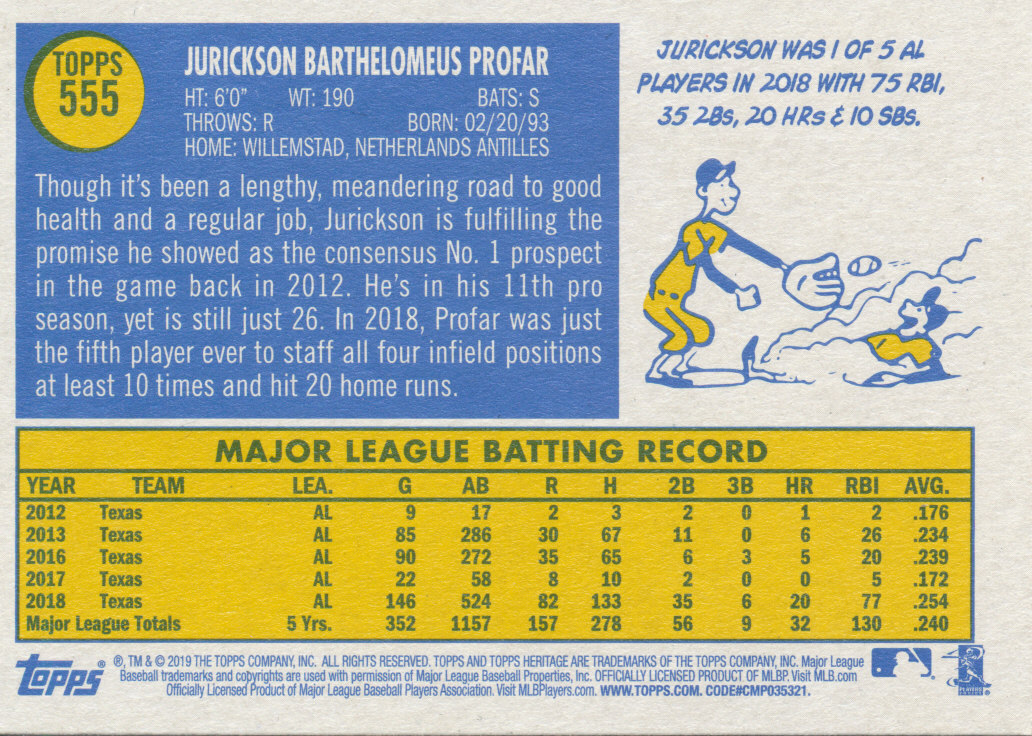 TOPPS
555
JURICKSON BARTHELOMEUS PROFAR
HT: 6'0" WT: 190 BATS: S
THROWS: R BORN: 02/20/93
HOME: WILLEMSTAD, NETHERLANDS ANTILLES
Though it's been a lengthy, meandering road to good
health and a regular job, Jurickson is fulfilling the
promise he showed as the consensus No. 1 prospect
in the game back in 2012. He's in his 11th pro
season, yet is still just 26. In 2018, Profar was just
the fifth player ever to staff all four infield positions
at least 10 times and hit 20 home runs.
JURICKSON WAS 1 OF 5 AL
PLAYERS IN 2018 WITH 75 RBI,
35 2Bs, 20 HRs & 10 SBs.
MAJOR LEAGUE BATTING RECORD
YEAR TEAM LEA. G AB R H 2B 3B HR RBI AVG.
2012 Texas AL 9 17 2 3 2 0 1 2 .176
2013 Texas AL 85 286 30 67 11 0 6 26 .234
2016 Texas AL 90 272 35 65 6 3 5 20 .239
2017 Texas AL 22 58 8 10 2 0 0 5 .172
2018 Texas AL 146 524 82 133 35 6 20 77 .254
Major League Totals 5 Yrs. 352 1157 157 278 56 9 32 130 .240
topps® ®, TM & © 2019 THE TOPPS COMPANY, INC. ALL RIGHTS RESERVED. TOPPS AND TOPPS HERITAGE ARE TRADEMARKS OF THE TOPPS COMPANY, INC. Major League
Baseball trademarks and copyrights are used with permission of Major League Baseball Properties, Inc. OFFICIALLY LICENSED PRODUCT OF MLBP. Visit MLB.com
Officially Licensed Product of Major League Baseball Players Association. Visit MLBPlayers.com. WWW.TOPPS.COM. CODE#CMP035321.